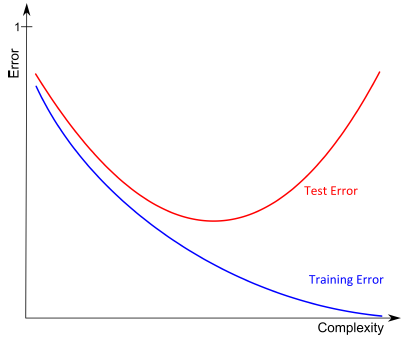 1
Error
Test Error
Training Error
Complexity